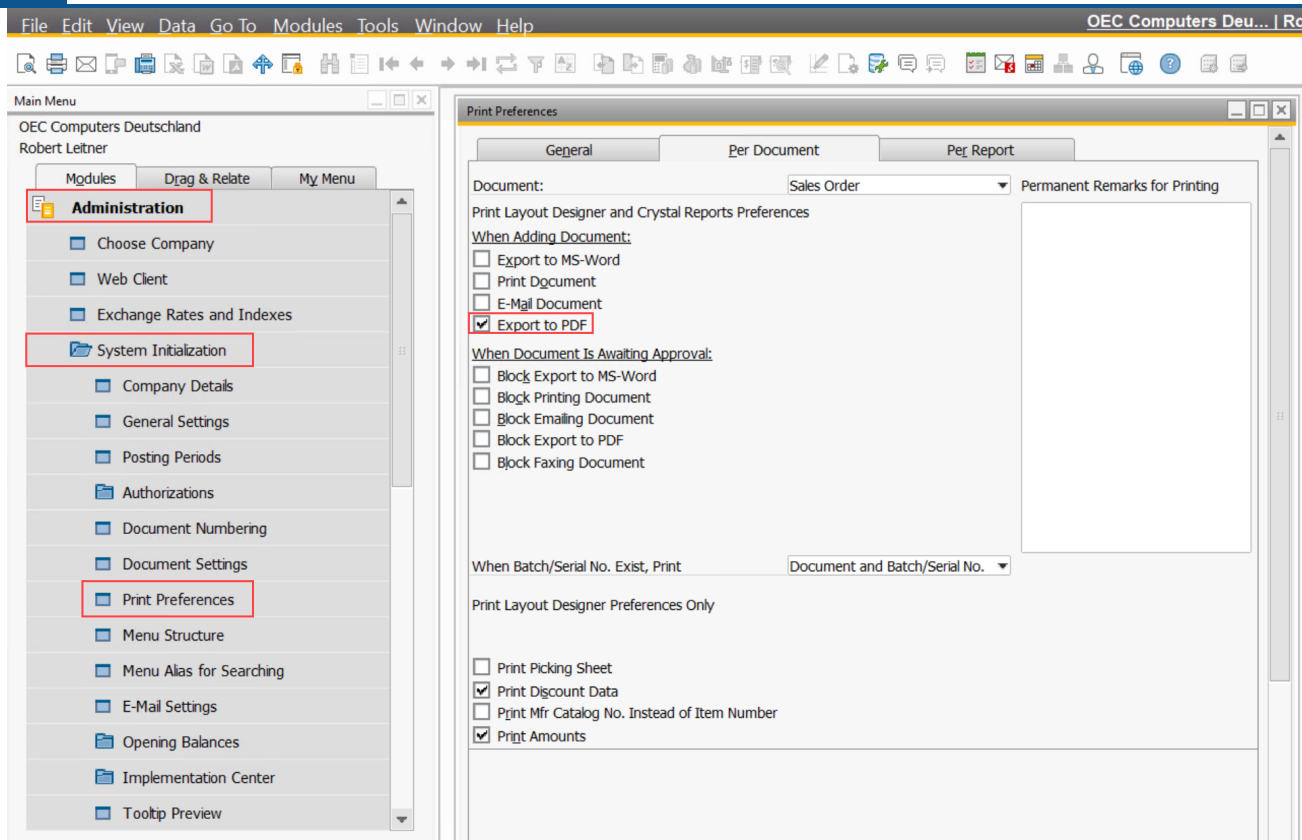 File Edit View Data Go To Modules Tools Window Help
OEC Computers Deu... | Ro
Main Menu
OEC Computers Deutschland
Robert Leitner
Modules Drag & Relate My Menu
Administration
Choose Company
Web Client
Exchange Rates and Indexes
System Initialization
Company Details
General Settings
Posting Periods
Authorizations
Document Numbering
Document Settings
Print Preferences
Menu Structure
Menu Alias for Searching
E-Mail Settings
Opening Balances
Implementation Center
Tooltip Preview
Print Preferences
General Per Document Per Report
Document: Sales Order Permanent Remarks for Printing
Print Layout Designer and Crystal Reports Preferences
When Adding Document:
Export to MS-Word
Print Document
E-Mail Document
Export to PDF
When Document Is Awaiting Approval:
Block Export to MS-Word
Block Printing Document
Block Emailing Document
Block Export to PDF
Block Faxing Document
When Batch/Serial No. Exist, Print Document and Batch/Serial No.
Print Layout Designer Preferences Only
Print Picking Sheet
Print Discount Data
Print Mfr Catalog No. Instead of Item Number
Print Amounts